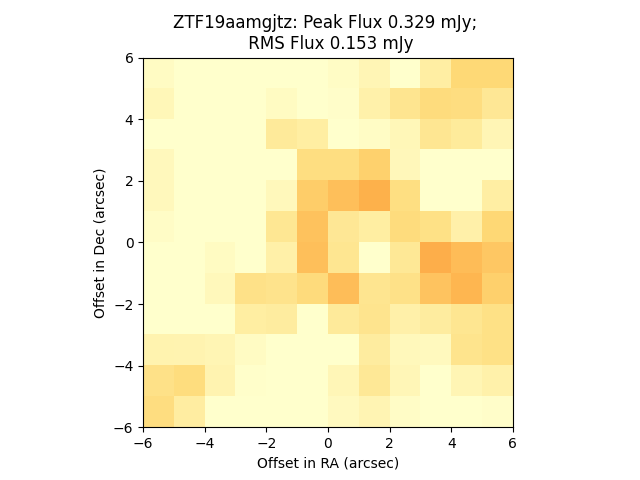 ZTF19aamgjtz: Peak Flux 0.329 mJy;
RMS Flux 0.153 mJy
6
4
2
0
−2
−4
−6
Offset in Dec (arcsec)
−6 −4 −2 0 2 4 6
Offset in RA (arcsec)